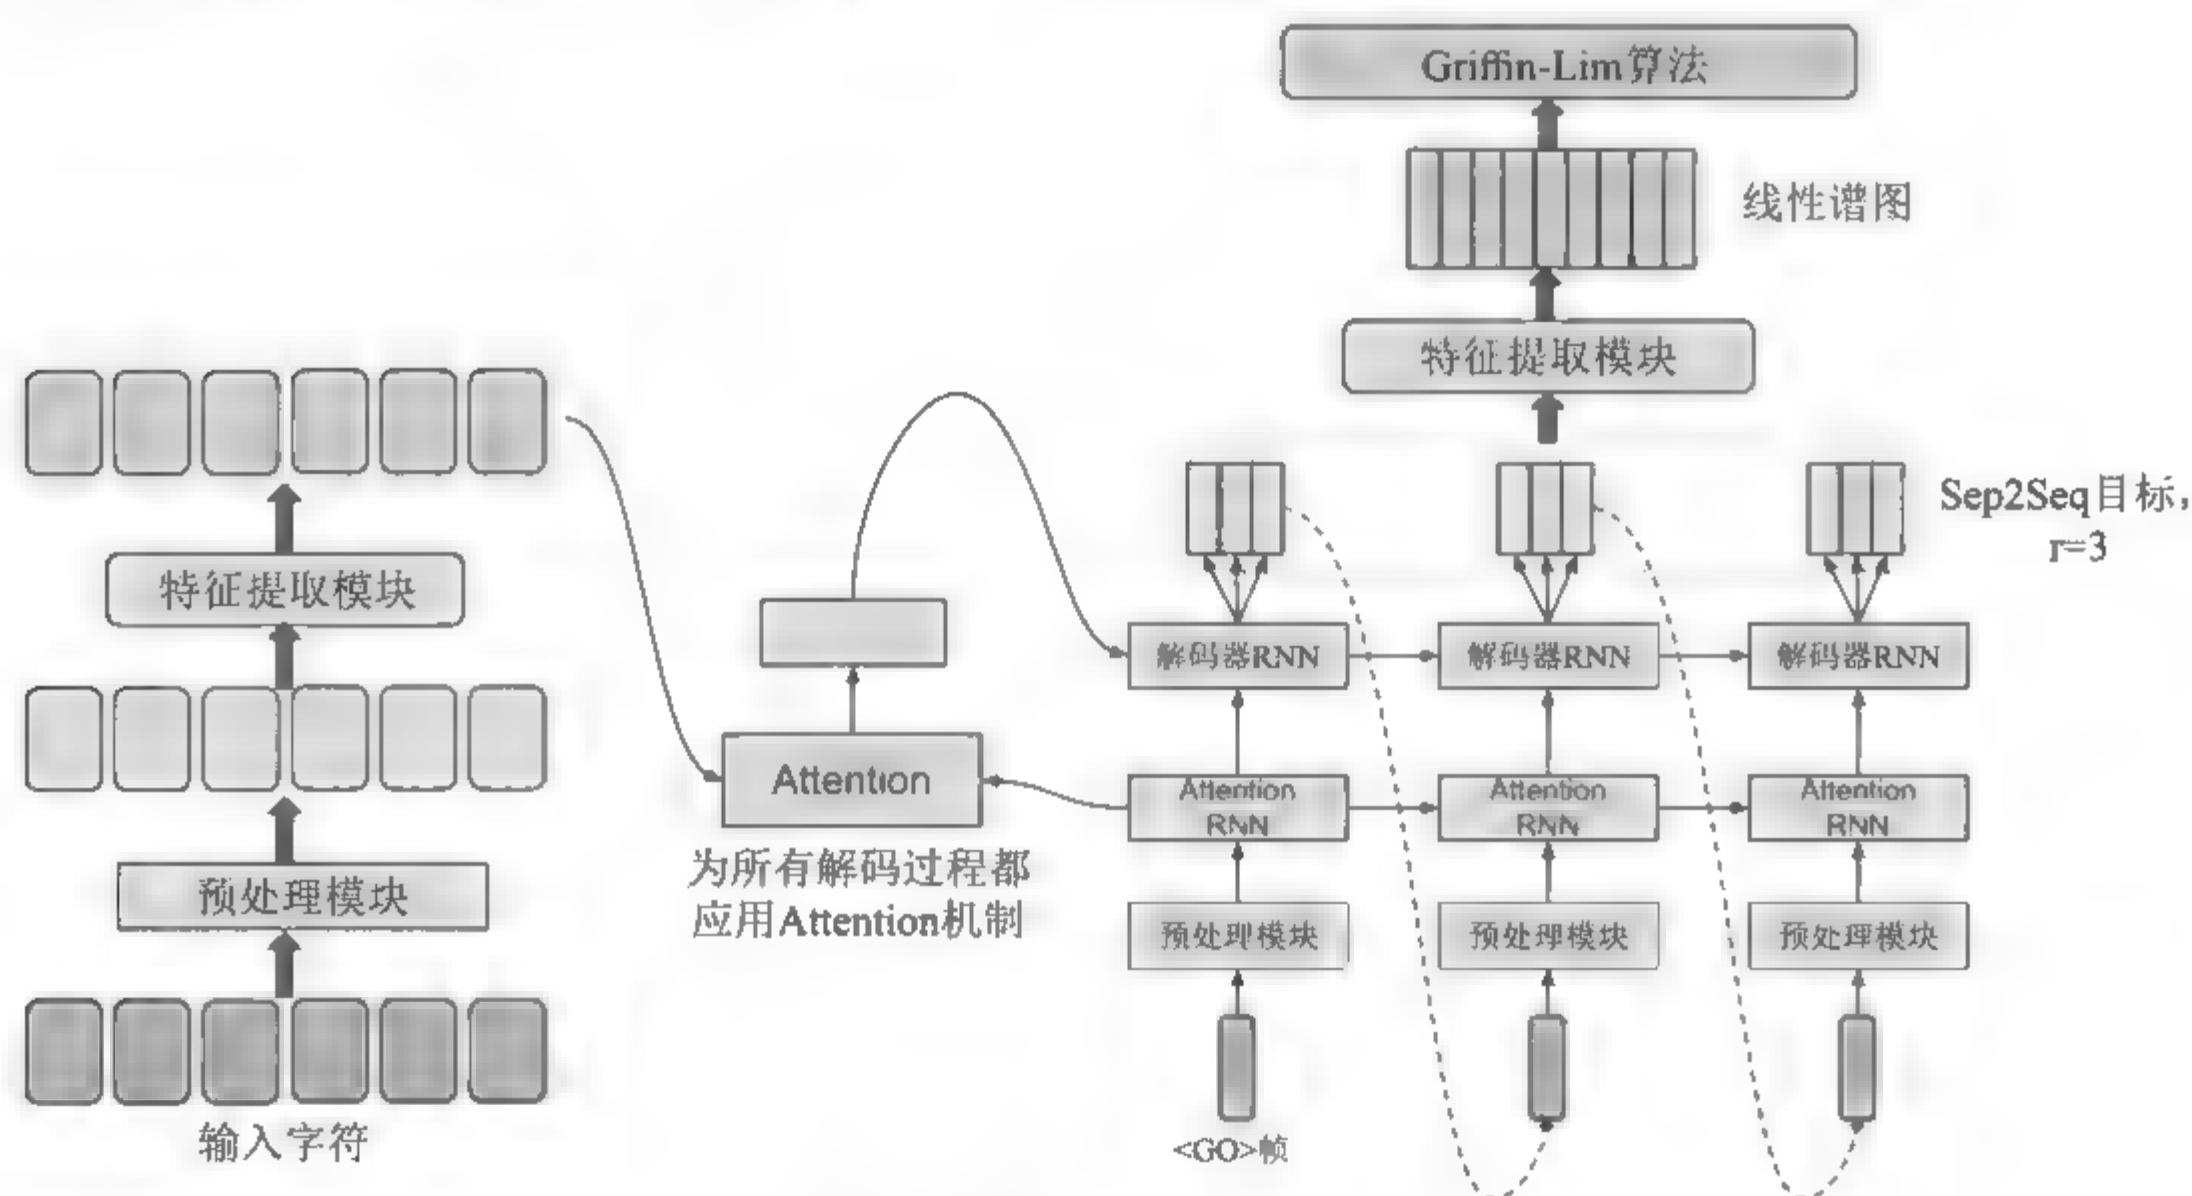 Griffin-Lim算法
线性谱图
特征提取模块
Sep2Seq目标，
r=3
特征提取模块
解码器RNN
解码器RNN
解码器RNN
Attention
Attention
RNN
Attention
RNN
Attention
RNN
为所有解码过程都
应用Attention机制
预处理模块
预处理模块
预处理模块
预处理模块
输入字符
<GO>帧